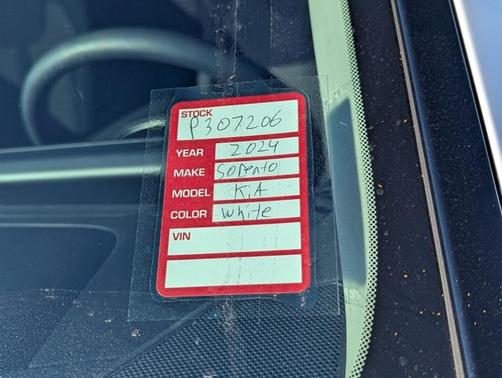 STOCK
P307206
YEAR 2024
MAKE Sorento
MODEL KiA
COLOR white
VIN